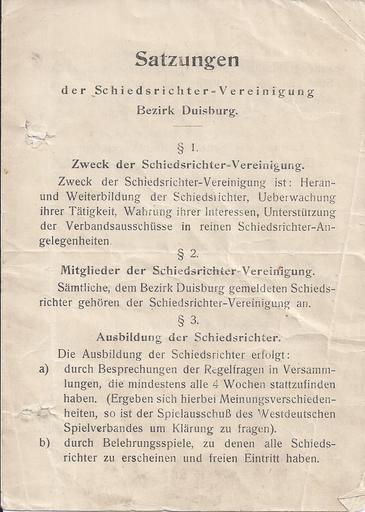 Satzungen
der Schiedsrichter-Vereinigung
Bezirk Duisburg.
§ 1.
Zweck der Schiedsrichter-Vereinigung.
Zweck der Schiedsrichter-Vereinigung ist: Heran-
und Weiterbildung der Schiedsrichter, Ueberwachung
ihrer Tätigkeit, Wahrung ihrer Interessen, Unterstützung
der Verbandsausschüsse in reinen Schiedsrichter-An-
gelegenheiten.
§ 2.
Mitglieder der Schiedsrichter-Vereinigung.
Sämtliche, dem Bezirk Duisburg gemeldeten Schieds-
richter gehören der Schiedsrichter-Vereinigung an.
§ 3.
Ausbildung der Schiedsrichter.
Die Ausbildung der Schiedsrichter erfolgt:
a) durch Besprechungen der Regelfragen in Versamm-
lungen, die mindestens alle 4 Wochen stattzufinden
haben. (Ergeben sich hierbei Meinungsverschieden-
heiten, so ist der Spielausschuß des Westdeutschen
Spielverbandes um Klärung zu fragen).
b) durch Belehrungsspiele, zu denen alle Schieds-
richter zu erscheinen und freien Eintritt haben.